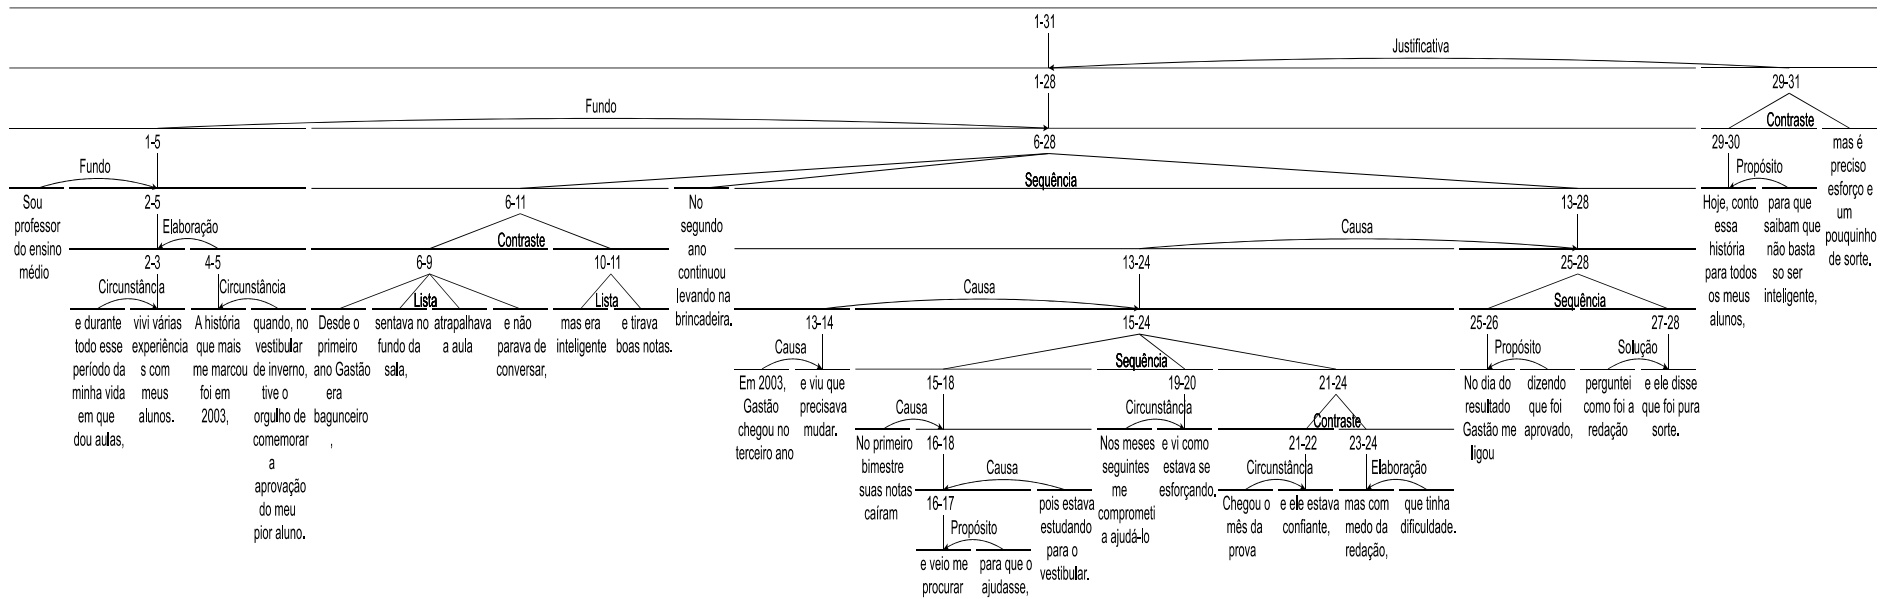 1-31
Justificativa
1-28
29-31
Fundo
Contraste
1-5
6-28
29-30
mas é
preciso
esforço e
um
pouquinho
de sorte.
Fundo
Sequência
Propósito
Sou
professor
do ensino
médio
2-5
6-11
No
segundo
ano
continuou
levando na
brincadeira.
13-28
Hoje, conto
essa
história
para todos
os meus
alunos,
para que
saibam que
não basta
so ser
inteligente,
Elaboração
Contraste
Causa
2-3
4-5
6-9
10-11
13-24
25-28
Circunstância
Circunstância
Lista
Lista
Causa
Sequência
e durante
todo esse
período da
minha vida
em que
dou aulas,
vivi várias
experiência
s com
meus
alunos.
A história
que mais
me marcou
foi em
2003,
quando, no
vestibular
de inverno,
tive o
orgulho de
comemorar
a
aprovação
do meu
pior aluno.
Desde o
primeiro
ano Gastão
era
bagunceiro
,
sentava no
fundo da
sala,
atrapalhava
a aula
e não
parava de
conversar,
mas era
inteligente
e tirava
boas notas.
13-14
15-24
25-26
27-28
Causa
Sequência
Propósito
Solução
Em 2003,
Gastão
chegou no
terceiro ano
e viu que
precisava
mudar.
15-18
19-20
21-24
No dia do
resultado
Gastão me
ligou
dizendo
que foi
aprovado,
perguntei
como foi a
redação
e ele disse
que foi pura
sorte.
Causa
Circunstância
Contraste
No primeiro
bimestre
suas notas
caíram
16-18
Nos meses
seguintes
me
comprometi
a ajudá-lo
e vi como
estava se
esforçando.
21-22
23-24
Causa
Circunstância
Elaboração
16-17
pois estava
estudando
para o
vestibular.
Chegou o
mês da
prova
e ele estava
confiante,
mas com
medo da
redação,
que tinha
dificuldade.
Propósito
e veio me
procurar
para que o
ajudasse,